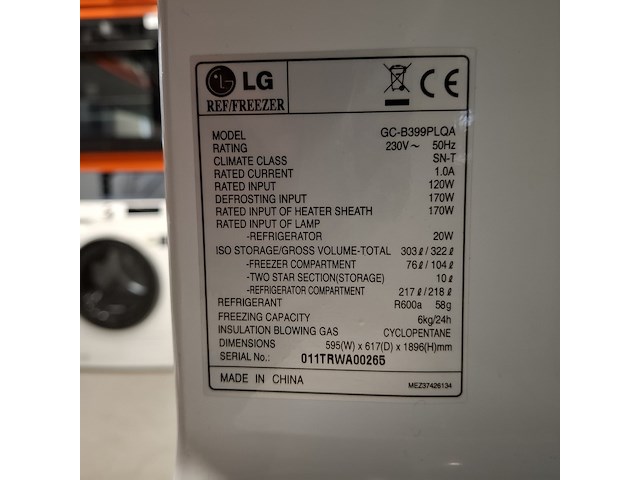 LG
CE
REF/FREEZER
MODEL GC-B399PLQA
RATING 230V~ 50Hz
CLIMATE CLASS SN-T
RATED CURRENT 1.0A
RATED INPUT 120W
DEFROSTING INPUT 170W
RATED INPUT OF HEATER SHEATH 170W
RATED INPUT OF LAMP
-REFRIGERATOR 20W
ISO STORAGE/GROSS VOLUME-TOTAL 303ℓ/322ℓ
-FREEZER COMPARTMENT 76ℓ/104ℓ
-TWO STAR SECTION(STORAGE) 10ℓ
-REFRIGERATOR COMPARTMENT 217ℓ/218ℓ
REFRIGERANT R600a 58g
FREEZING CAPACITY 6kg/24h
INSULATION BLOWING GAS CYCLOPENTANE
DIMENSIONS 595(W) x 617(D) x 1896(H)mm
SERIAL No.: 011TRWA00265
MADE IN CHINA MEZ37426134